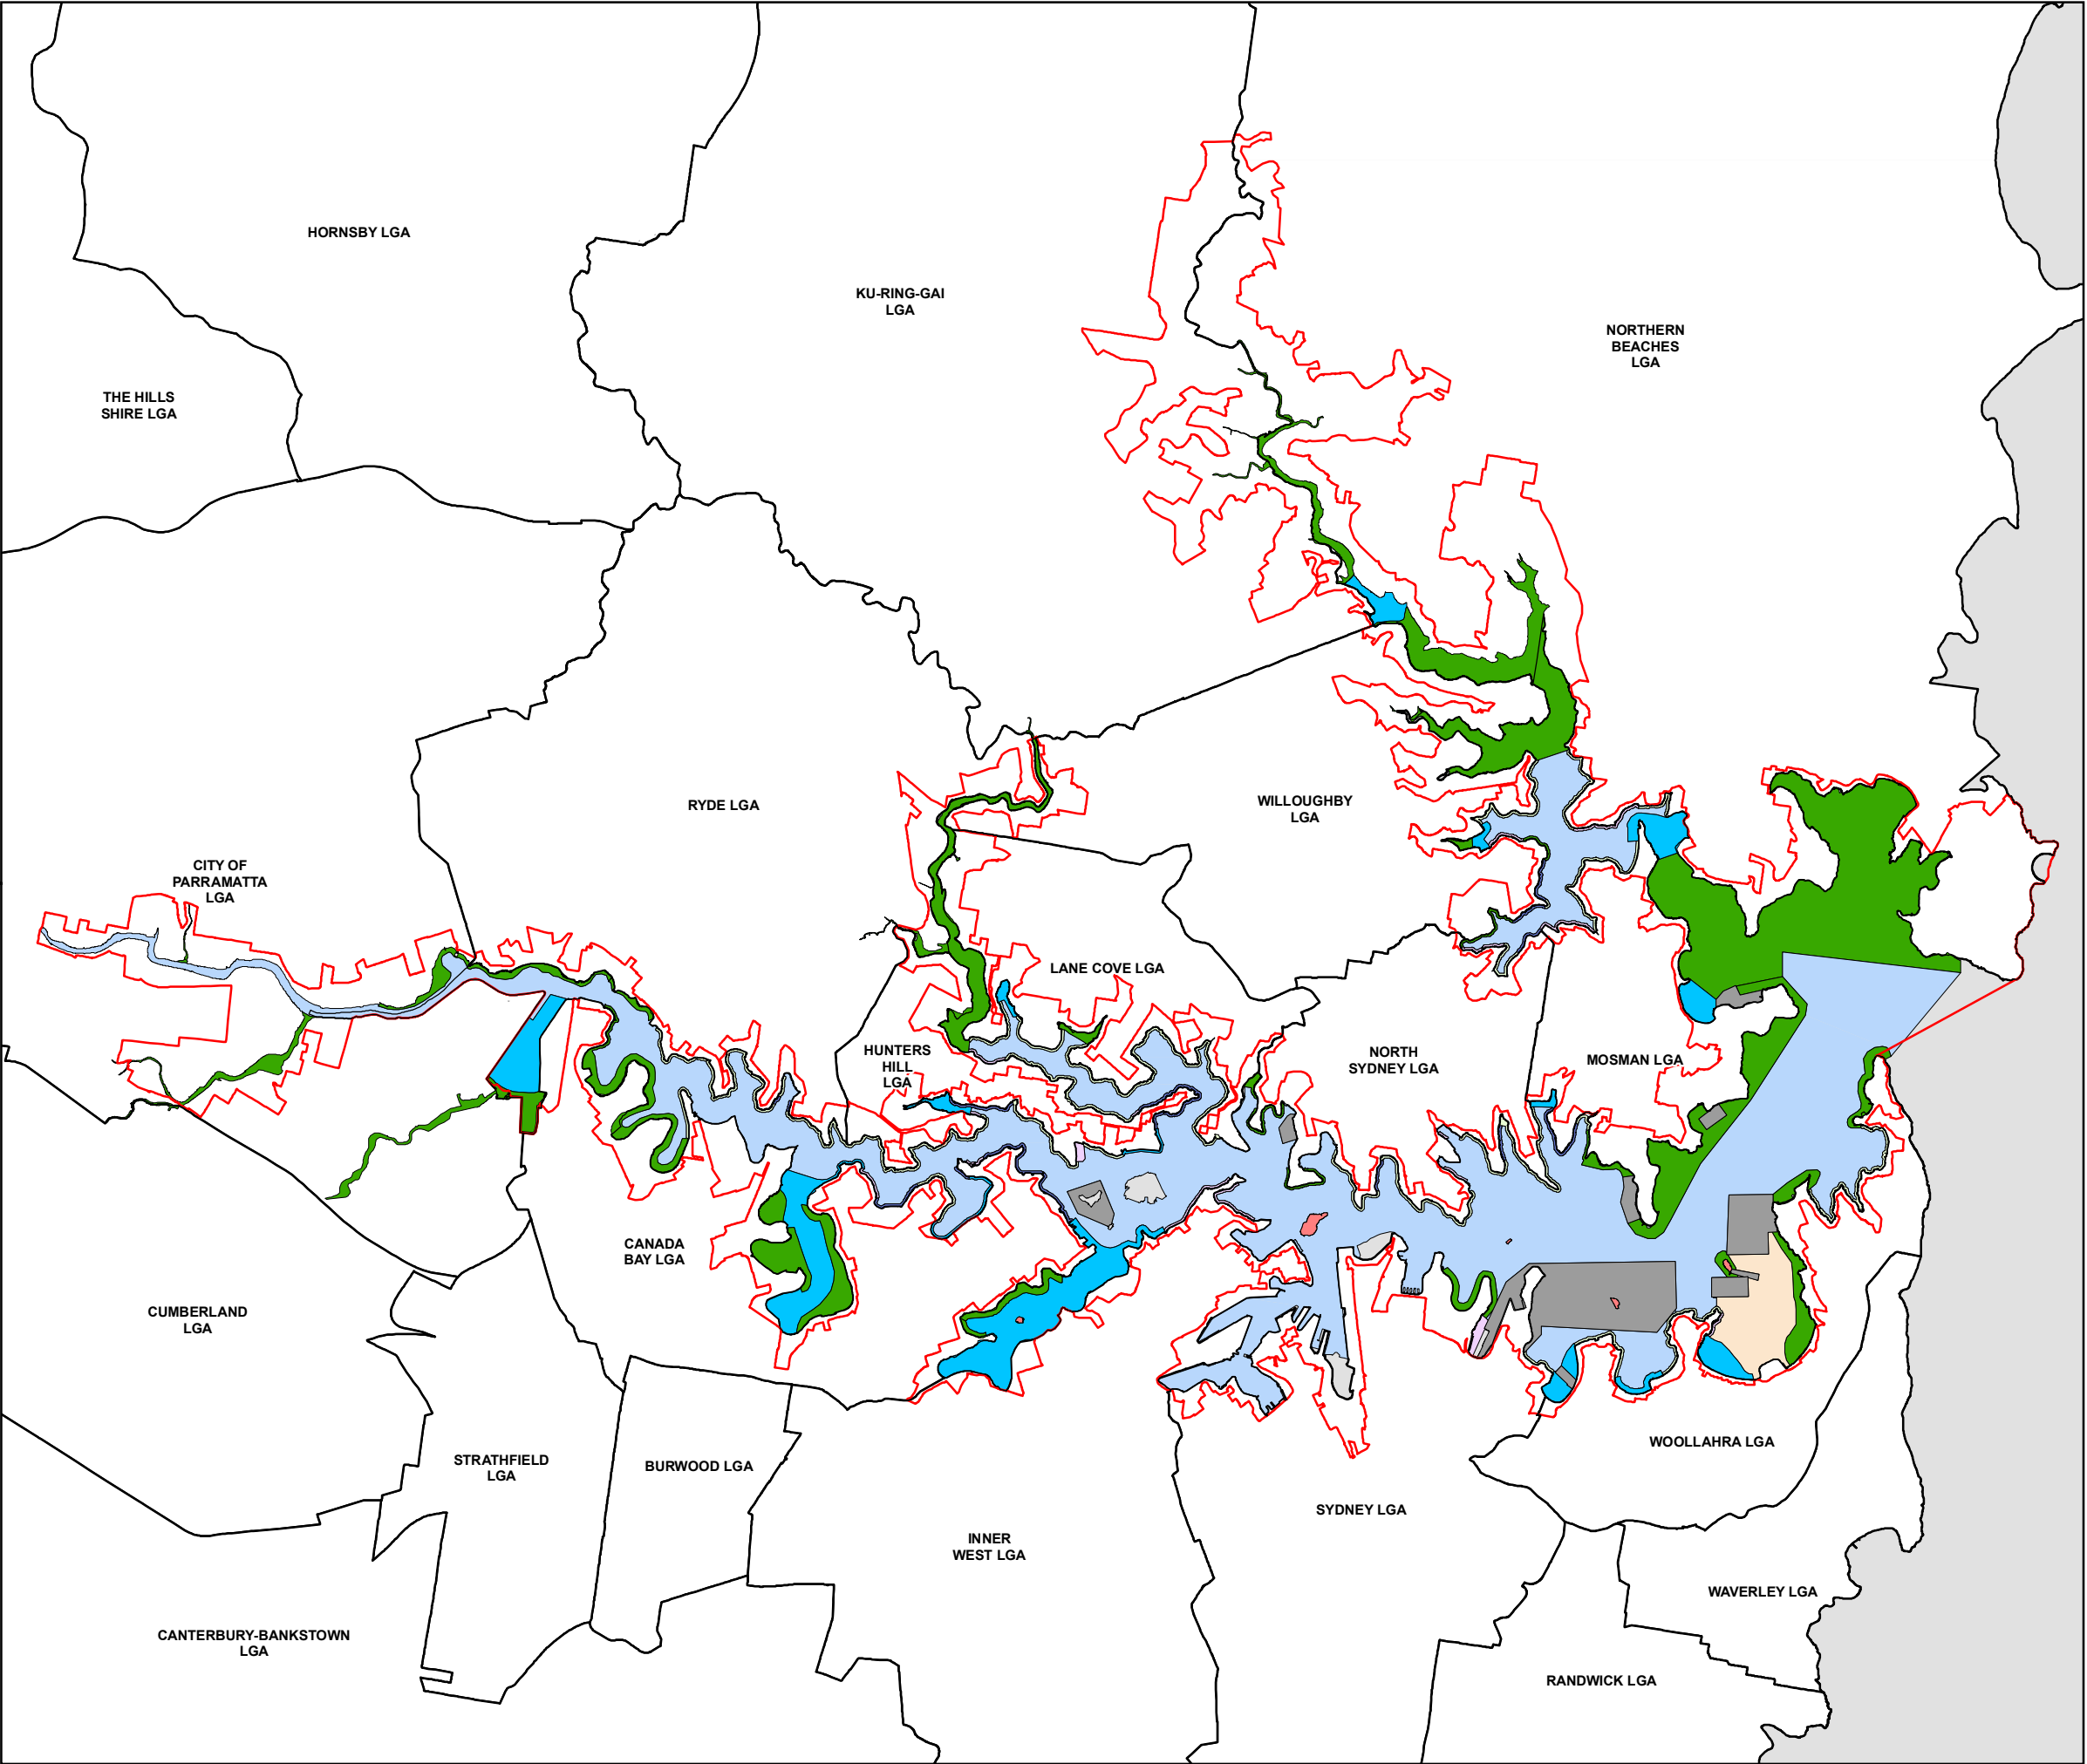 HORNSBY LGA
KU-RING-GAI
LGA
NORTHERN
BEACHES
LGA
THE HILLS
SHIRE LGA
RYDE LGA
WILLOUGHBY
LGA
CITY OF
PARRAMATTA
LGA
LANE COVE LGA
HUNTERS
HILL
LGA
NORTH
SYDNEY LGA
MOSMAN LGA
CANADA
BAY LGA
CUMBERLAND
LGA
STRATHFIELD
LGA
BURWOOD LGA
WOOLLAHRA LGA
SYDNEY LGA
INNER
WEST LGA
WAVERLEY LGA
CANTERBURY-BANKSTOWN
LGA
RANDWICK LGA